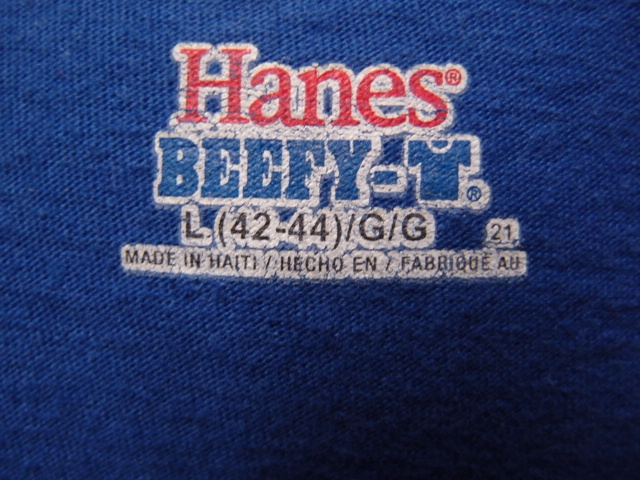 Hanes®
BEEFY-T®
L (42-44)/G/G 21
MADE IN HAITI / HECHO EN / FABRIQUÉ AU